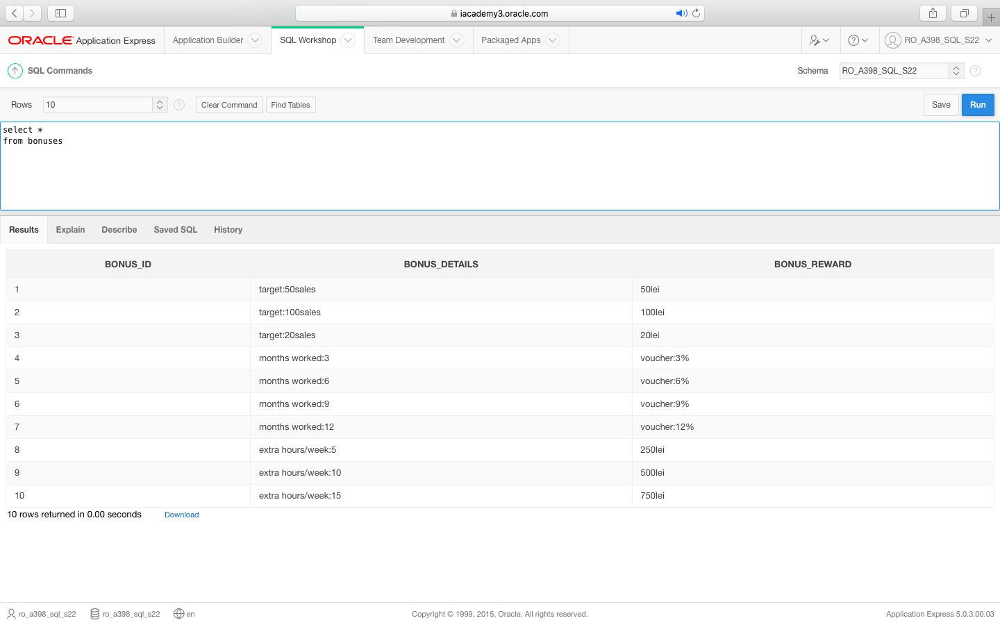 iacademy3.oracle.com
ORACLE Application Express Application Builder SQL Workshop Team Development Packaged Apps RO_A398_SQL_S22
SQL Commands Schema RO_A398_SQL_S22
Rows 10 Clear Command Find Tables Save Run
select *
from bonuses
Results Explain Describe Saved SQL History
BONUS_ID BONUS_DETAILS BONUS_REWARD
1 target:50sales 50lei
2 target:100sales 100lei
3 target:20sales 20lei
4 months worked:3 voucher:3%
5 months worked:6 voucher:6%
6 months worked:9 voucher:9%
7 months worked:12 voucher:12%
8 extra hours/week:5 250lei
9 extra hours/week:10 500lei
10 extra hours/week:15 750lei
10 rows returned in 0.00 seconds Download
ro_a398_sql_s22 ro_a398_sql_s22 en Copyright © 1999, 2015, Oracle. All rights reserved. Application Express 5.0.3.00.03